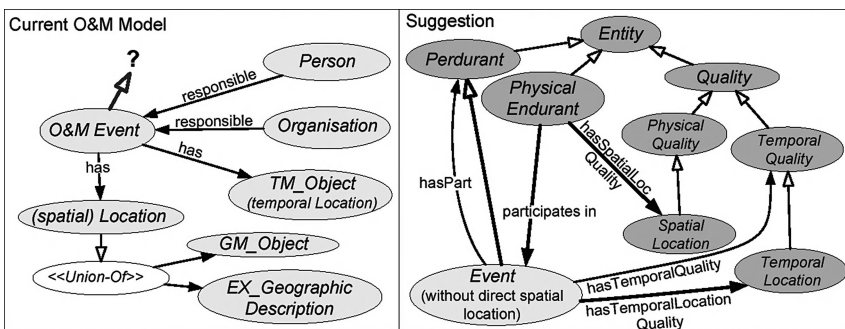 Current O&M Model
?
Person
responsible
O&M Event
responsible
Organisation
has
has
TM_Object
(temporal Location)
(spatial) Location
GM_Object
<<Union-Of>>
EX_Geographic
Description
Suggestion
Entity
Perdurant
Quality
Physical
Endurant
Physical
Quality
Temporal
Quality
hasSpatialLoc
Quality
hasPart
participates in
Spatial
Location
Event
(without direct spatial
location)
hasTemporalQuality
Temporal
Location
hasTemporalLocation
Quality